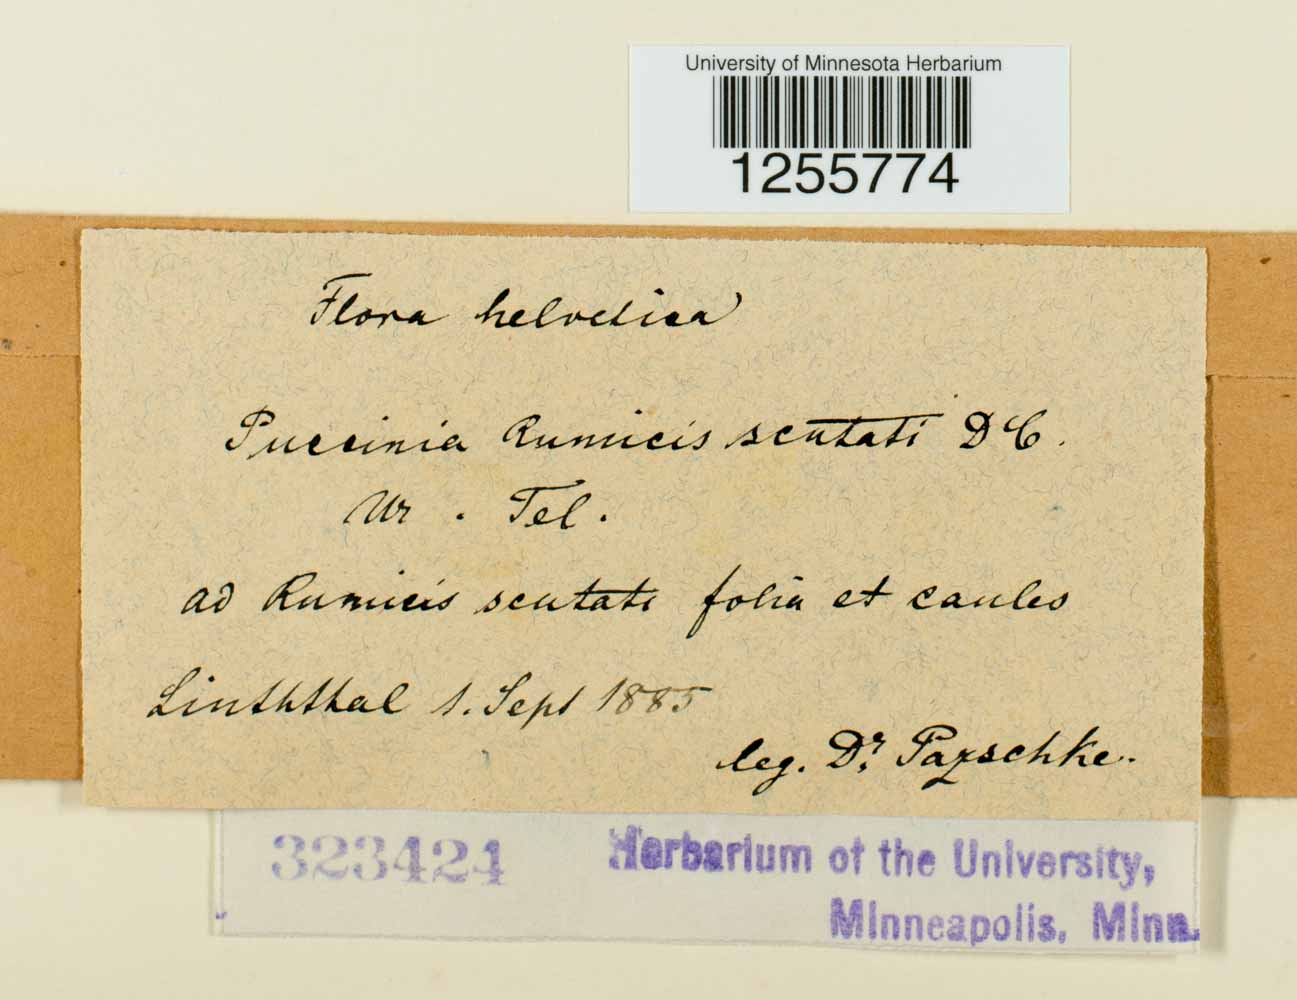 University of Minnesota Herbarium
1255774
Flora helvetica
Puccinia Rumicis scutati DC.
Ur. Tel.
ad Rumicis scutati folia et caules
Linththal 1. Sept 1885
leg. Dr. Pazschke.
323424 Herbarium of the University,
Minneapolis, Minn.